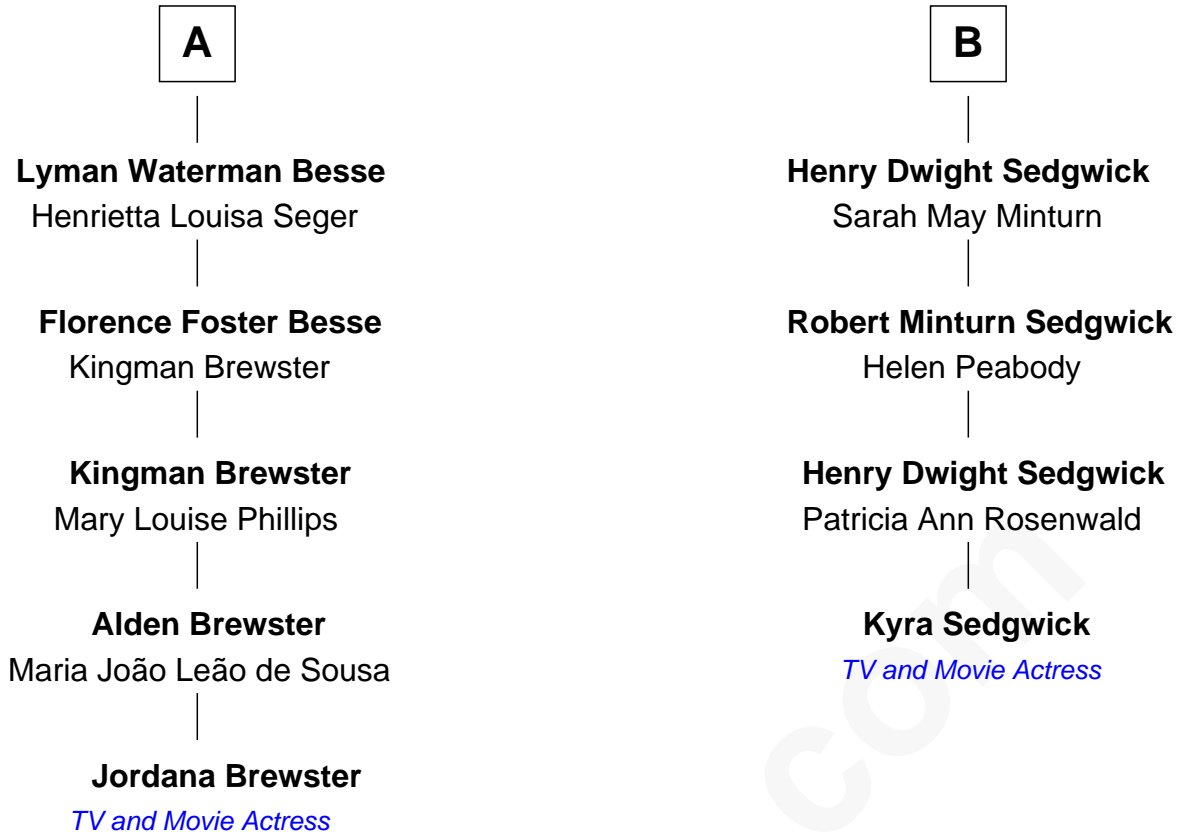 A
Lyman Waterman Besse
Henrietta Louisa Seger
Florence Foster Besse
Kingman Brewster
Kingman Brewster
Mary Louise Phillips
Alden Brewster
Maria João Leão de Sousa
Jordana Brewster
TV and Movie Actress
B
Henry Dwight Sedgwick
Sarah May Minturn
Robert Minturn Sedgwick
Helen Peabody
Henry Dwight Sedgwick
Patricia Ann Rosenwald
Kyra Sedgwick
TV and Movie Actress
com